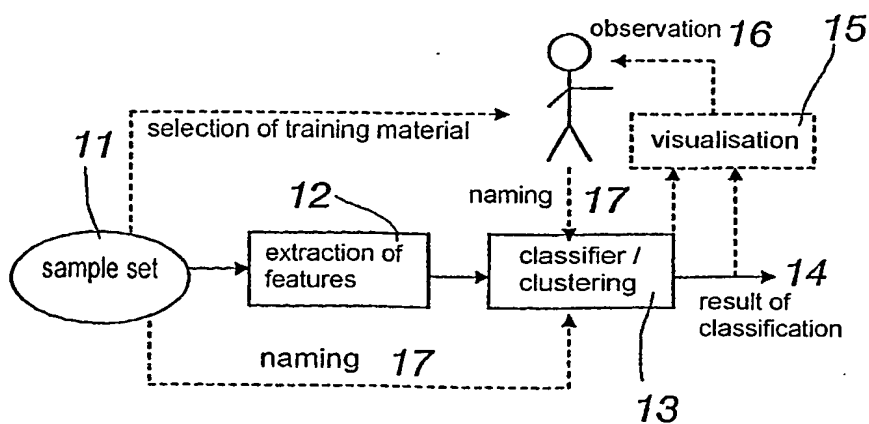 observation 16
15
selection of training material
visualisation
11
12
naming 17
sample set
extraction of
features
classifier /
clustering
14
result of
classification
naming 17
13